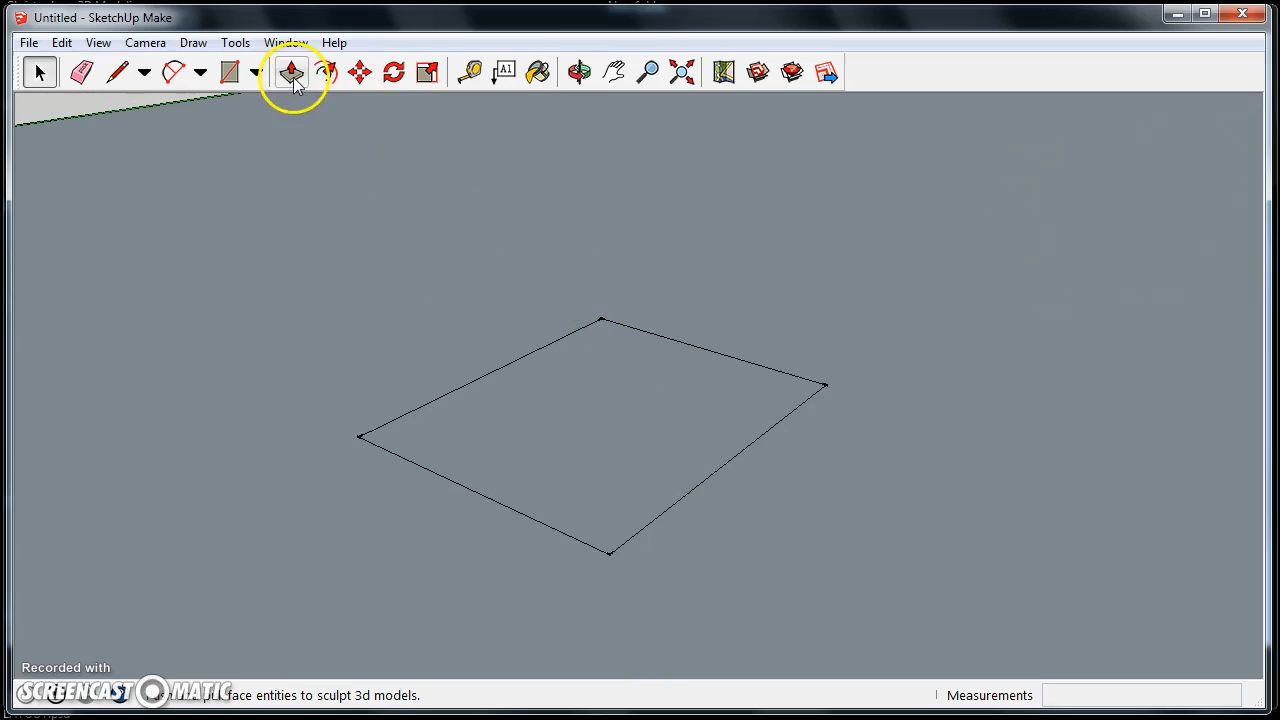 Untitled - SketchUp Make
File Edit View Camera Draw Tools Window Help
A1
Recorded with
SCREENCAST MATIC
face entities to sculpt 3d models.
Measurements